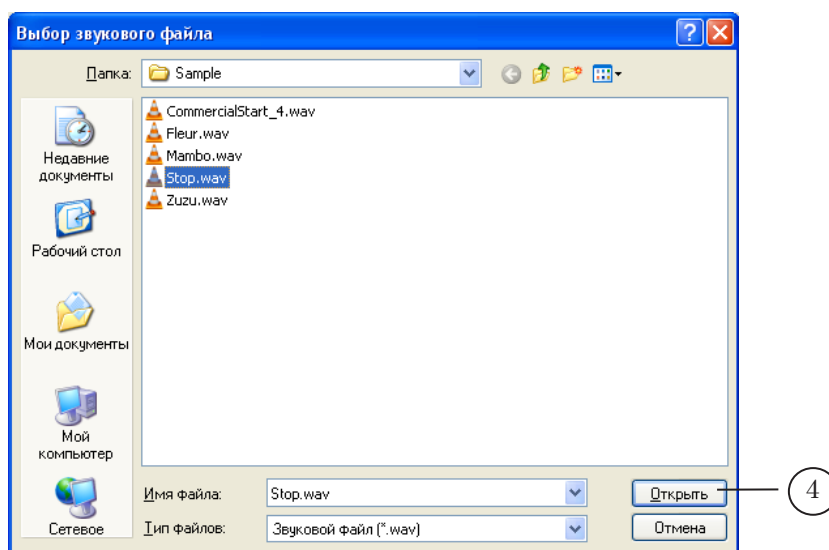 Выбор звукового файла
Папка: Sample
CommercialStart_4.wav
Fleur.wav
Mambo.wav
Stop.wav
Zuzu.wav
Недавние
документы
Рабочий стол
Мои документы
Мой
компьютер
Сетевое
Имя файла: Stop.wav Открыть 4
Тип файлов: Звуковой файл (*.wav) Отмена